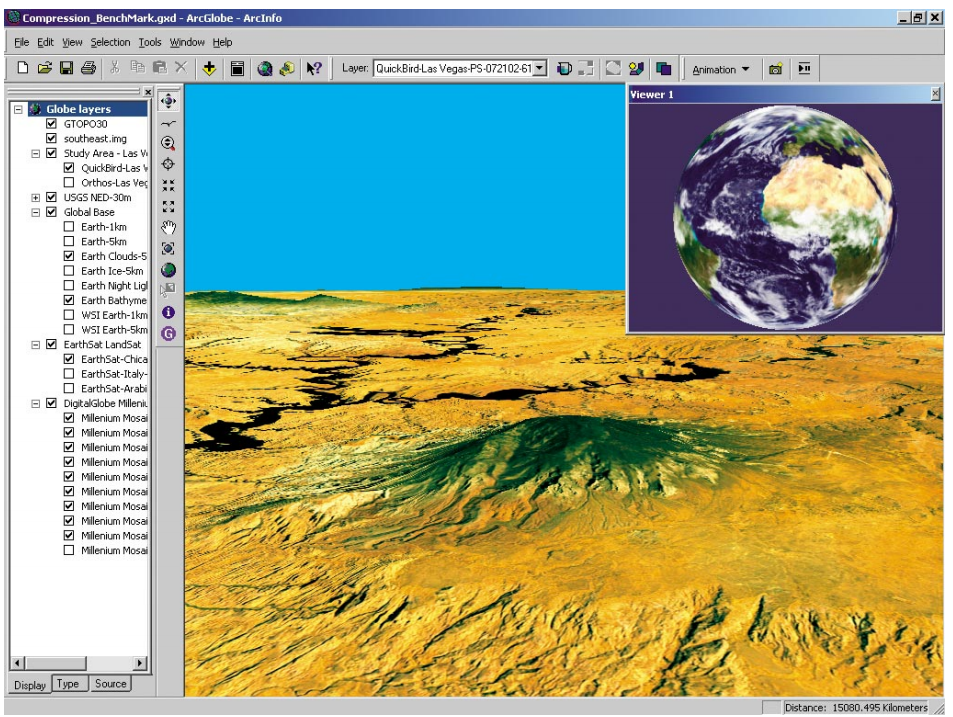 Compression_BenchMark.gxd - ArcGlobe - ArcInfo
File Edit View Selection Tools Window Help
Layer: QuickBird-Las Vegas-PS-072102-61 Animation
Viewer 1
Globe layers
GTOPO30
southeast.img
Study Area - Las V
QuickBird-Las V
Orthos-Las Veg
USGS NED-30m
Global Base
Earth-1km
Earth-5km
Earth Clouds-5
Earth Ice-5km
Earth Night Ligl
Earth Bathyme
WSI Earth-1km
WSI Earth-5km
EarthSat LandSat
EarthSat-Chica
EarthSat-Italy-
EarthSat-Arabi
DigitalGlobe Milleniu
Millenium Mosai
Millenium Mosai
Millenium Mosai
Millenium Mosai
Millenium Mosai
Millenium Mosai
Millenium Mosai
Millenium Mosai
Millenium Mosai
Millenium Mosai
Display Type Source
Distance: 15080.495 Kilometers